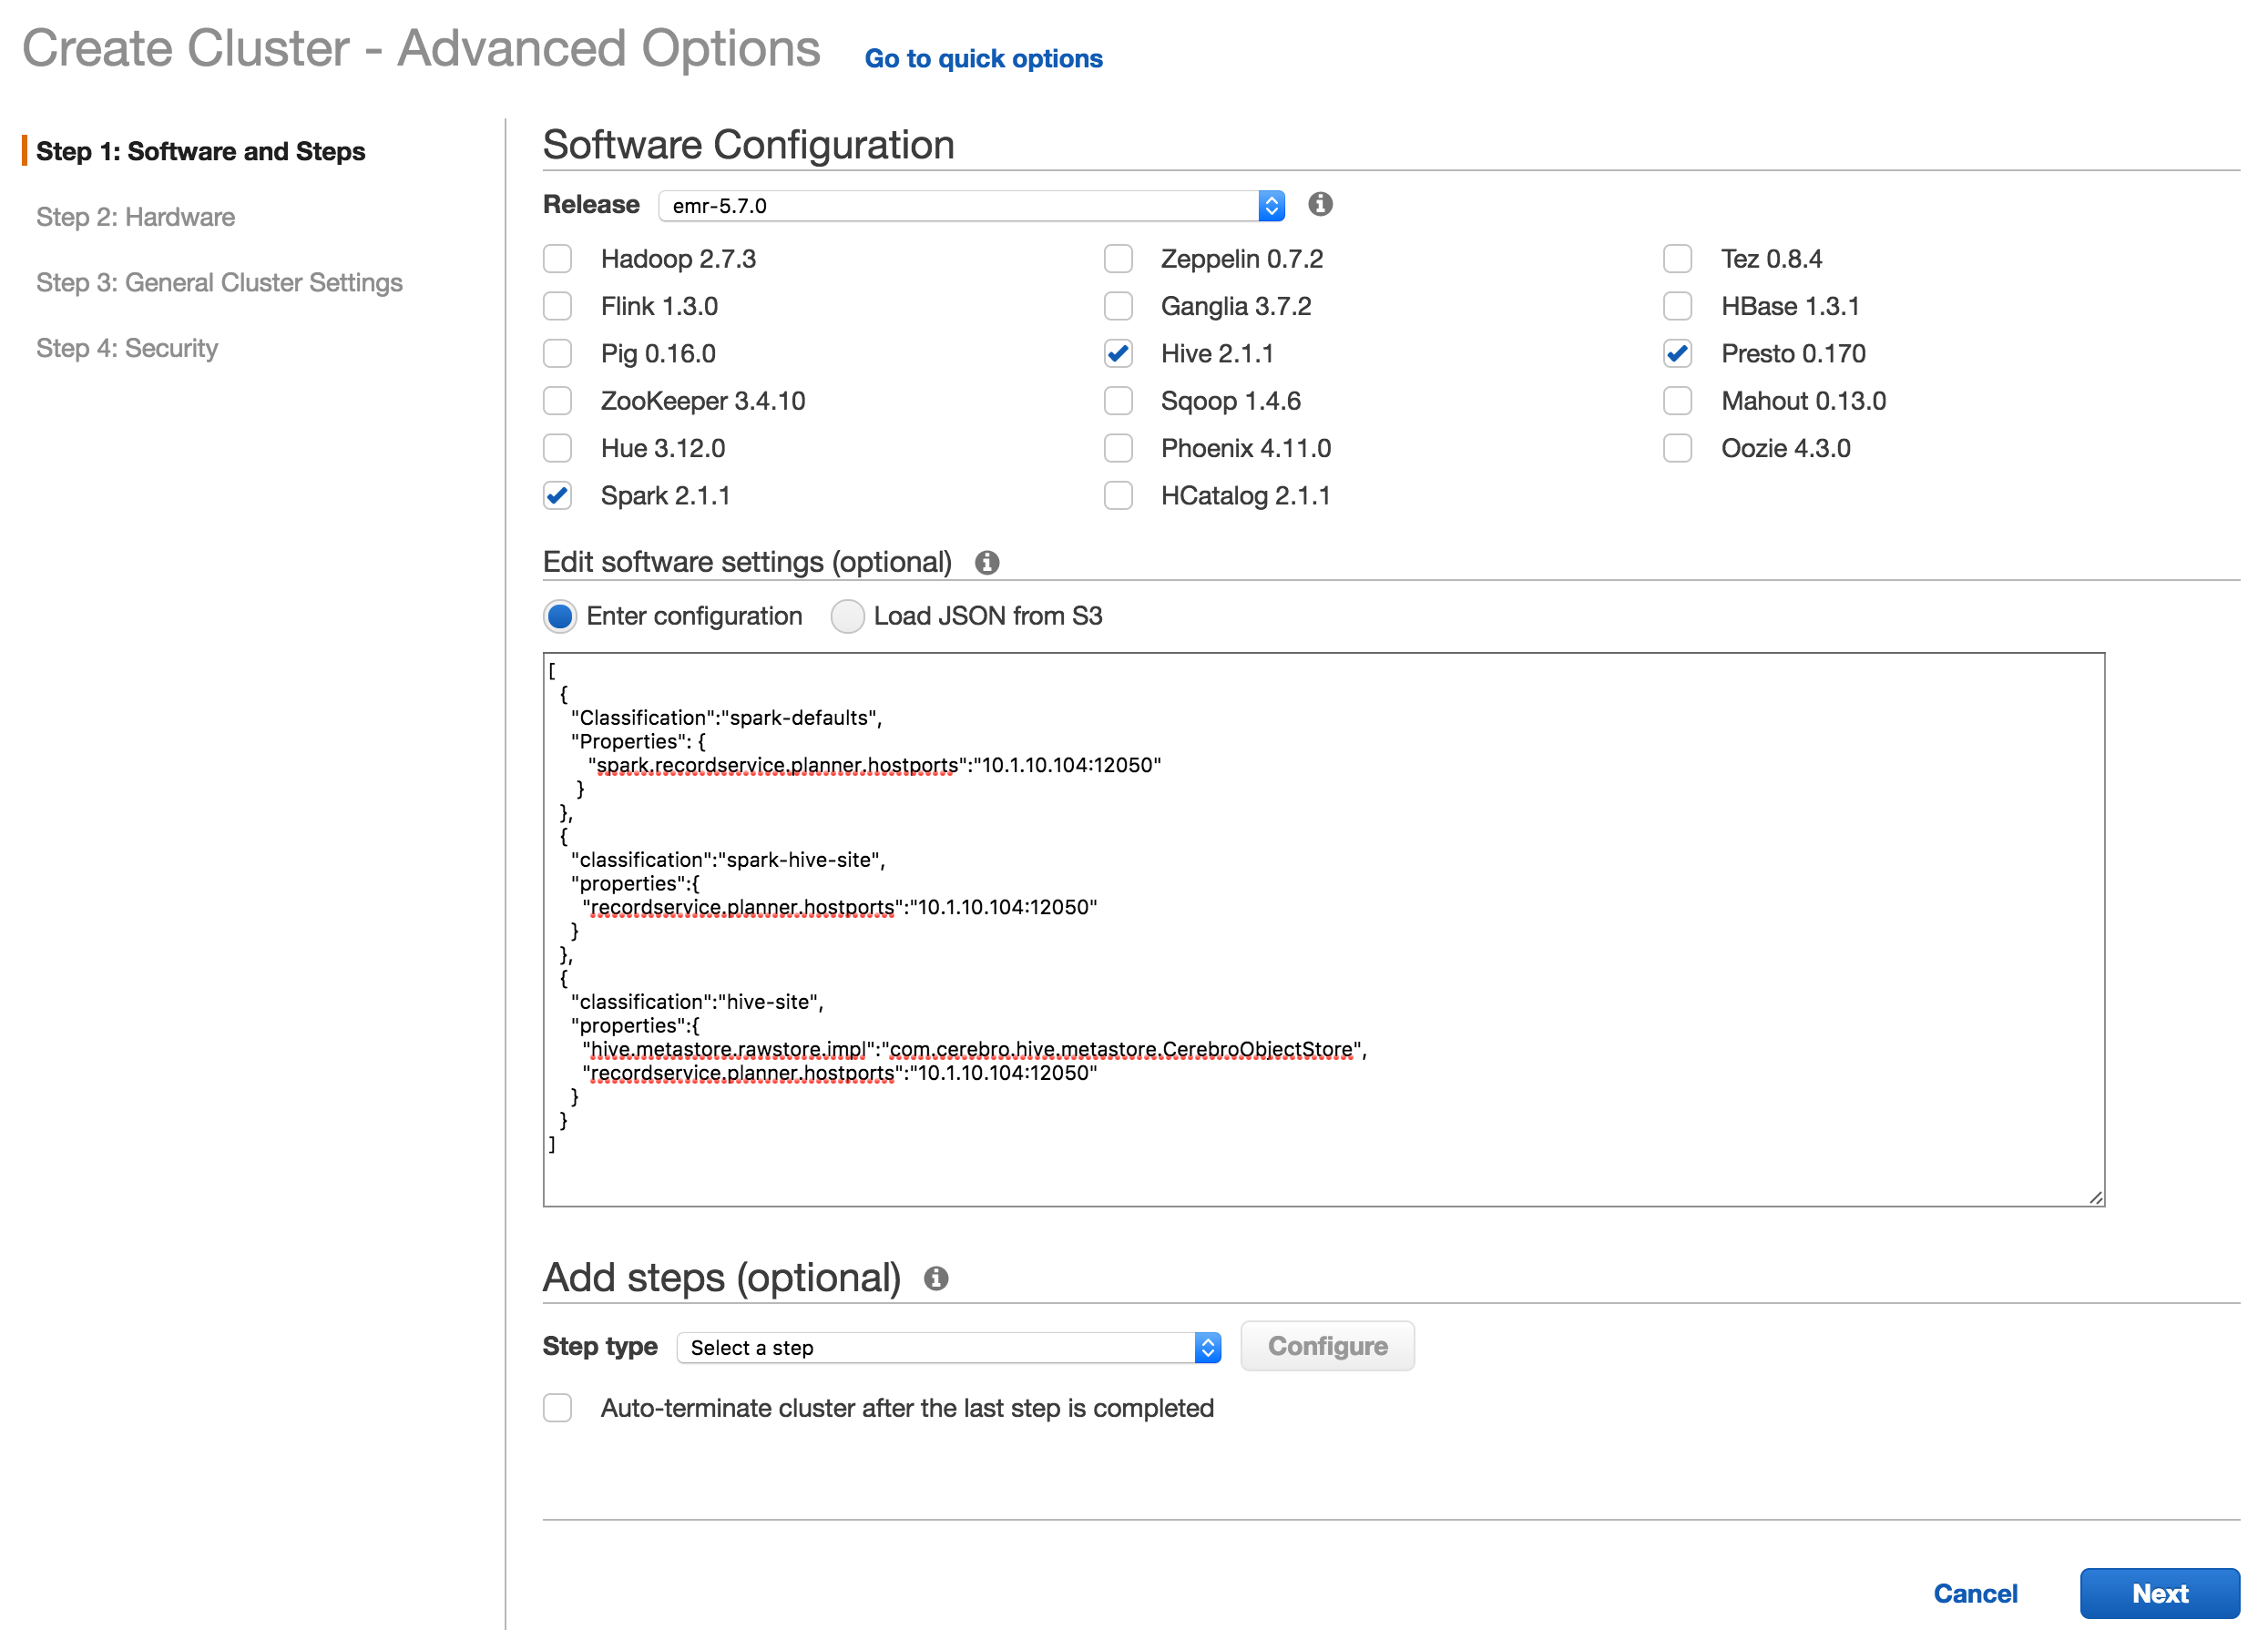 Create Cluster - Advanced Options Go to quick options
Step 1: Software and Steps
Step 2: Hardware
Step 3: General Cluster Settings
Step 4: Security
Software Configuration
Release emr-5.7.0
Hadoop 2.7.3 Zeppelin 0.7.2 Tez 0.8.4
Flink 1.3.0 Ganglia 3.7.2 HBase 1.3.1
Pig 0.16.0 Hive 2.1.1 Presto 0.170
ZooKeeper 3.4.10 Sqoop 1.4.6 Mahout 0.13.0
Hue 3.12.0 Phoenix 4.11.0 Oozie 4.3.0
Spark 2.1.1 HCatalog 2.1.1
Edit software settings (optional)
Enter configuration Load JSON from S3
[
{
"Classification":"spark-defaults",
"Properties": {
"spark.recordservice.planner.hostports":"10.1.10.104:12050"
}
},
{
"classification":"spark-hive-site",
"properties":{
"recordservice.planner.hostports":"10.1.10.104:12050"
}
},
{
"classification":"hive-site",
"properties":{
"hive.metastore.rawstore.impl":"com.cerebro.hive.metastore.CerebroObjectStore",
"recordservice.planner.hostports":"10.1.10.104:12050"
}
}
]
Add steps (optional)
Step type Select a step Configure
Auto-terminate cluster after the last step is completed
Cancel Next